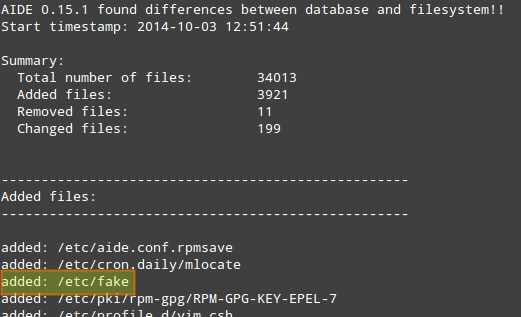 AIDE 0.15.1 found differences between database and filesystem!!
Start timestamp: 2014-10-03 12:51:44
Summary:
Total number of files: 34013
Added files: 3921
Removed files: 11
Changed files: 199
---------------------------------------------------
Added files:
---------------------------------------------------
added: /etc/aide.conf.rpmsave
added: /etc/cron.daily/mlocate
added: /etc/fake
added: /etc/pki/rpm-gpg/RPM-GPG-KEY-EPEL-7
added: /etc/profile.d/vim.csh